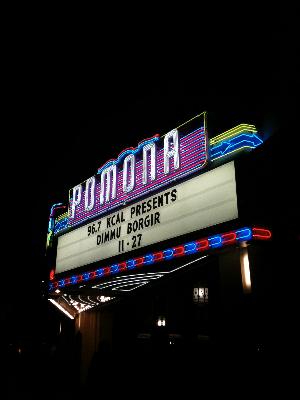 POMONA
96.7 KCAL PRESENTS
DIMMU BORGIR
11-27